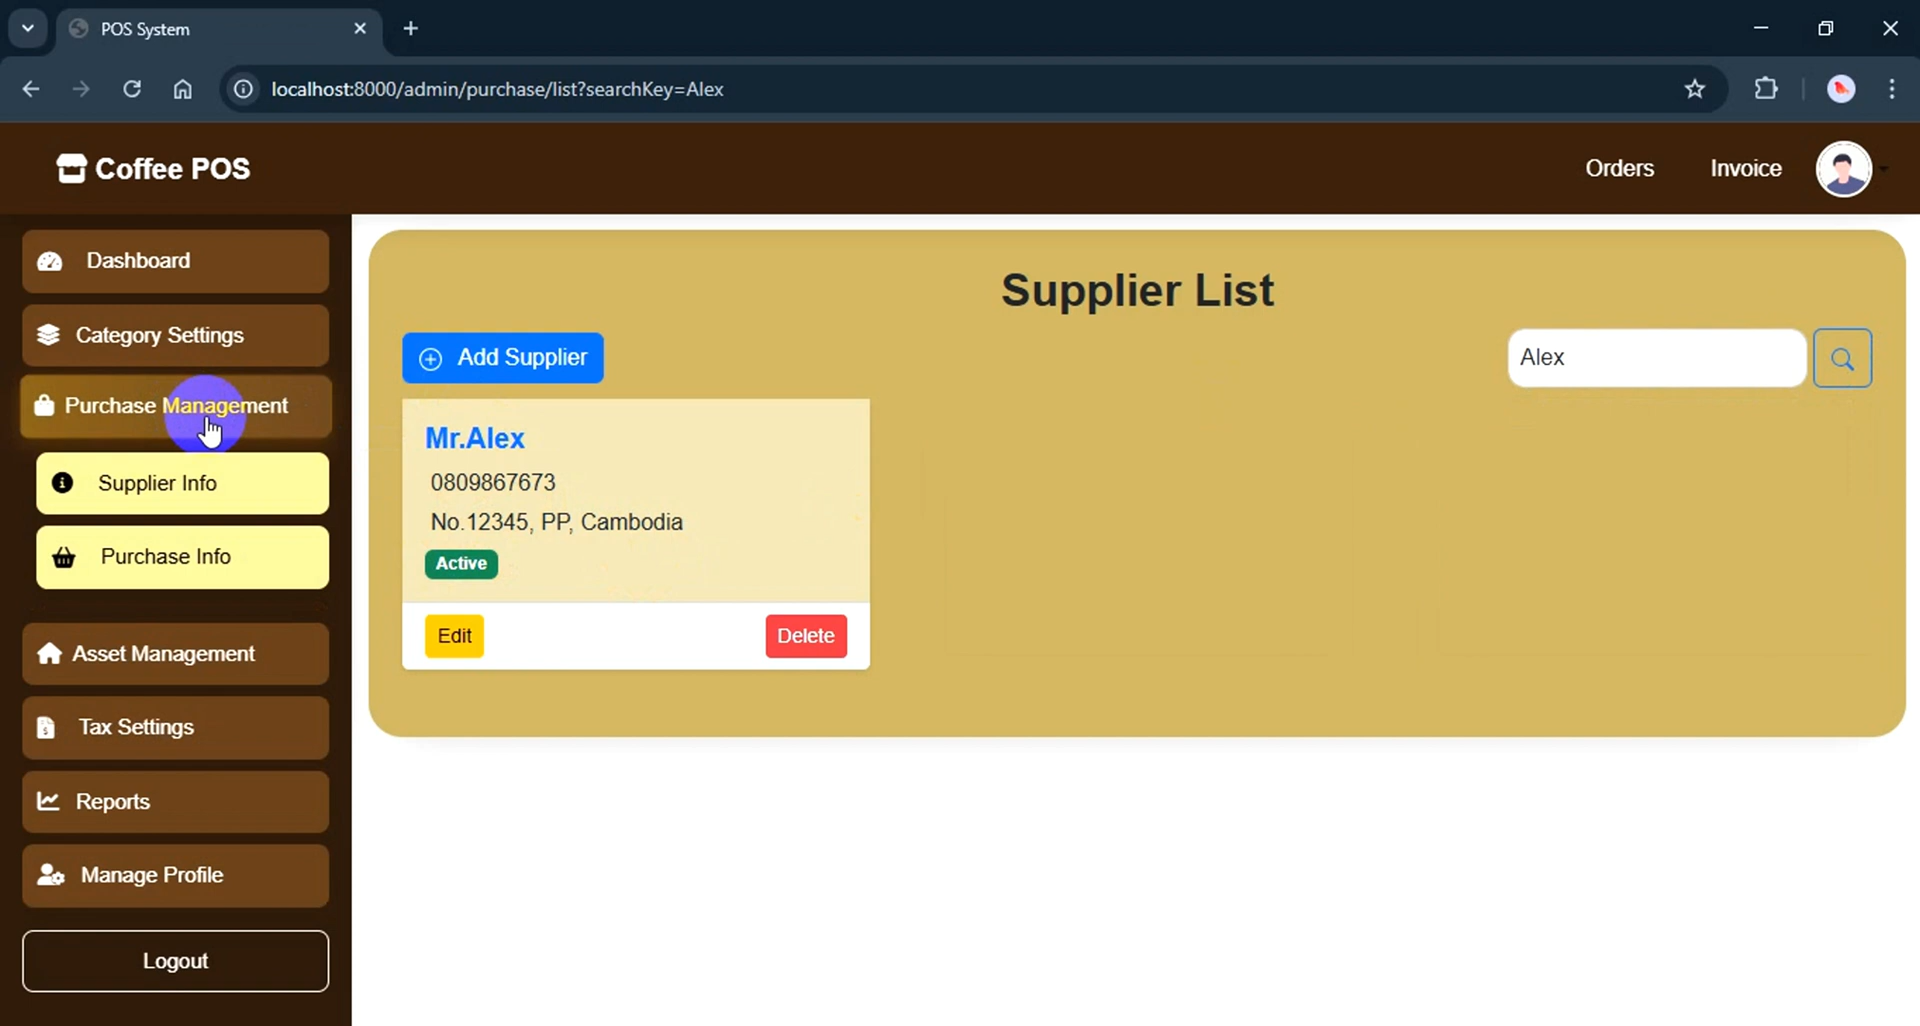 POS System
localhost:8000/admin/purchase/list?searchKey=Alex
Coffee POS
Orders
Invoice
Dashboard
Category Settings
Purchase Management
Supplier Info
Purchase Info
Asset Management
Tax Settings
Reports
Manage Profile
Logout
Supplier List
Add Supplier
Alex
Mr.Alex
0809867673
No.12345, PP, Cambodia
Active
Edit
Delete